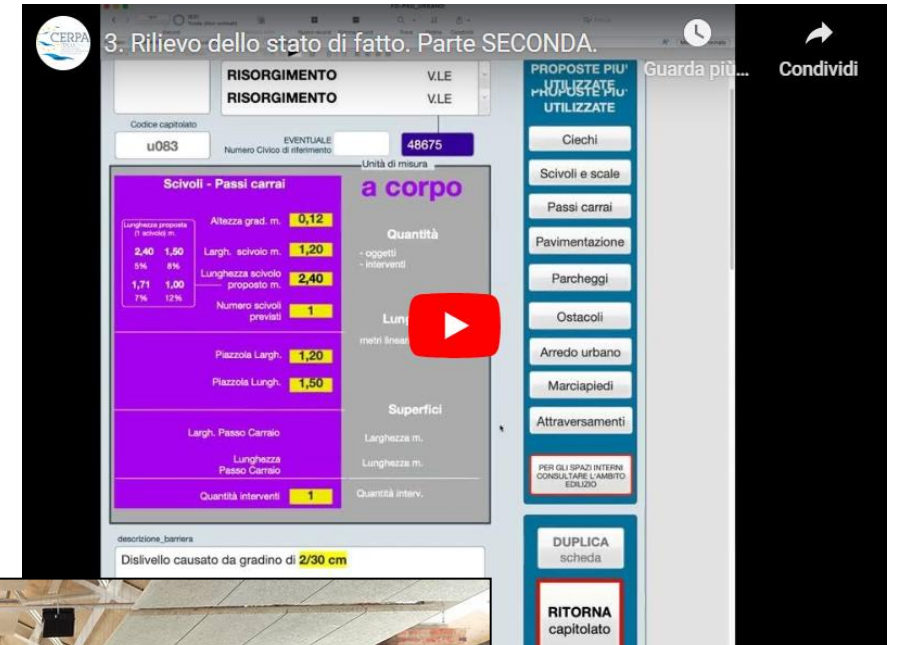 CERPA
3. Rilievo dello stato di fatto. Parte SECONDA.
Guarda più...
Condividi
RISORGIMENTO V.LE
RISORGIMENTO V.LE
Codice capitolato
u083
EVENTUALE
Numero Civico di riferimento
48675
Unità di misura
Scivoli - Passi carrai
a corpo
Lunghezza proposta
(1 scivolo) m.
2,40 1,50
5% 8%
1,71 1,00
7% 12%
Altezza grad. m. 0,12
Largh. scivolo m. 1,20
Lunghezza scivolo
proposto m. 2,40
Numero scivoli
previsti 1
Piazzola Largh. 1,20
Piazzola Lungh. 1,50
Largh. Passo Carraio
Lunghezza
Passo Carraio
Quantità interventi 1
Quantità
- oggetti
- interventi
metri linear
Superfici
Larghezza m.
Lunghezza m.
Quantità interv.
descrizione_barriera
Dislivello causato da gradino di 2/30 cm
PROPOSTE PIU'
UTILIZZATE
PROPOSTE PIU'
UTILIZZATE
Ciechi
Scivoli e scale
Passi carrai
Pavimentazione
Parcheggi
Ostacoli
Arredo urbano
Marciapiedi
Attraversamenti
PER GLI SPAZI INTERNI
CONSULTARE L'AMBITO
EDILIZIO
DUPLICA
scheda
RITORNA
capitolato